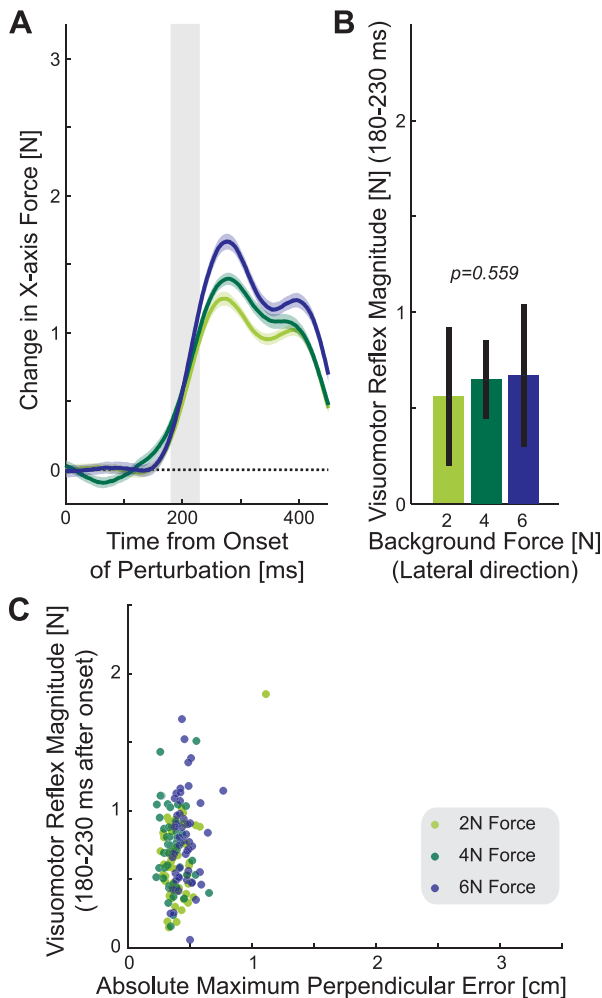 A
Change in X-axis Force [N]
3
2
1
0
0
200
400
Time from Onset
of Perturbation [ms]
B
Visuomotor Reflex Magnitude [N] (180-230 ms)
2
1
0
p=0.559
2
4
6
Background Force [N]
(Lateral direction)
C
Visuomotor Reflex Magnitude [N]
(180-230 ms after onset)
2
1
0
2N Force
4N Force
6N Force
0
1
2
3
Absolute Maximum Perpendicular Error [cm]